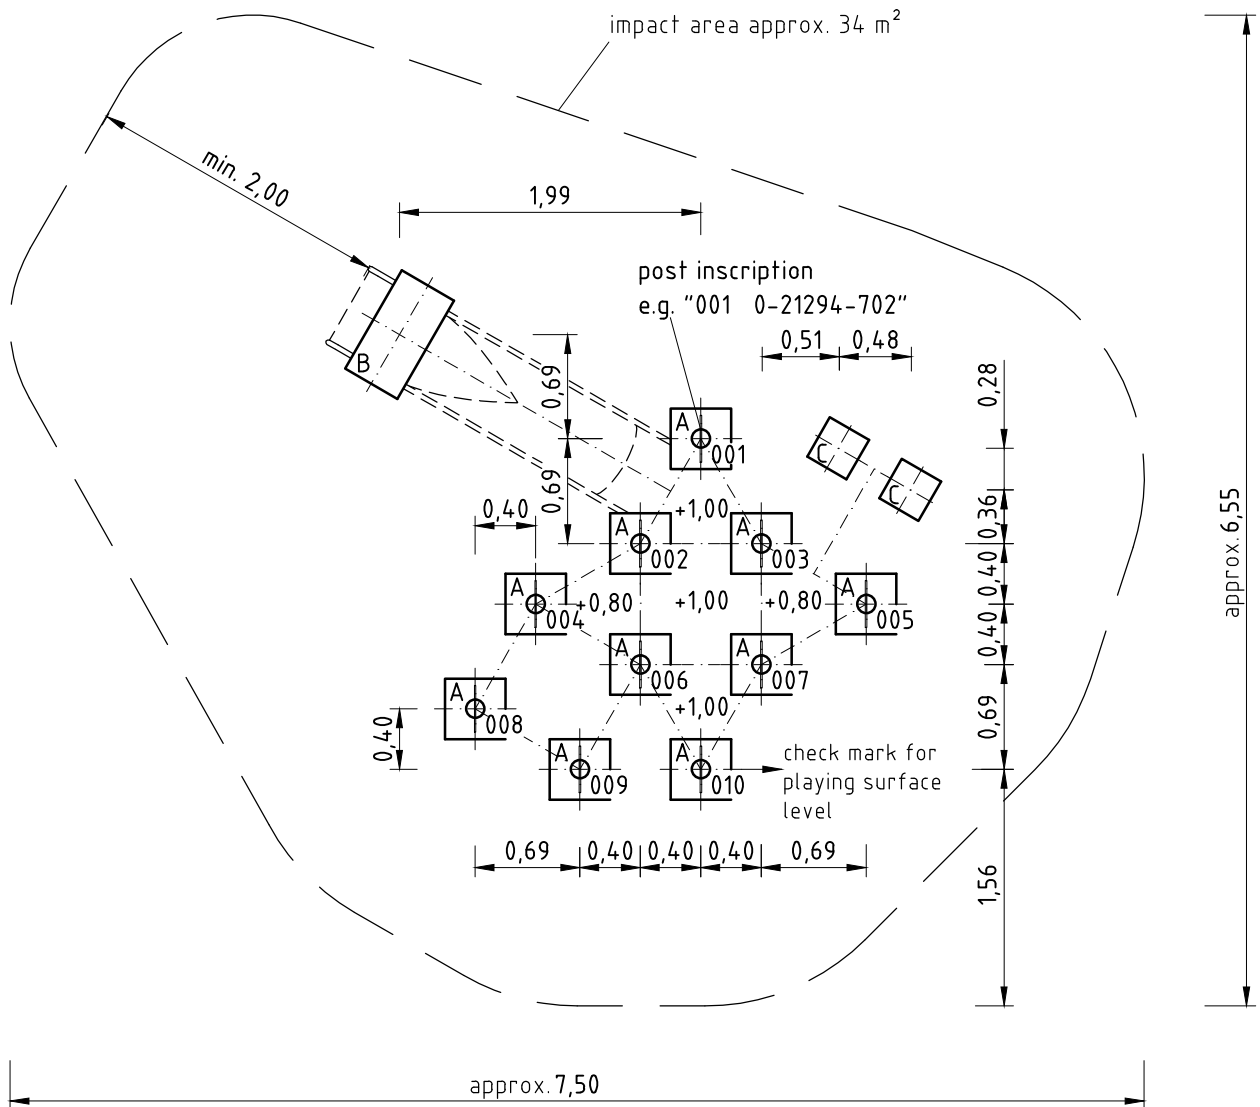 impact area approx. 34 m²
min. 2,00
1,99
post inscription
e.g. "001 0-21294-702"
0,51
0,48
0,28
0,69
B
A
001
C
C
0,69
0,40
+1,00
0,36
A
002
A
003
0,40
approx. 6,55
A
004
+0,80
+1,00
+0,80
A
005
0,40
A
006
A
007
A
008
+1,00
0,69
0,40
A
009
A
010
check mark for
playing surface
level
0,69
0,40
0,40
0,40
0,69
1,56
approx. 7,50